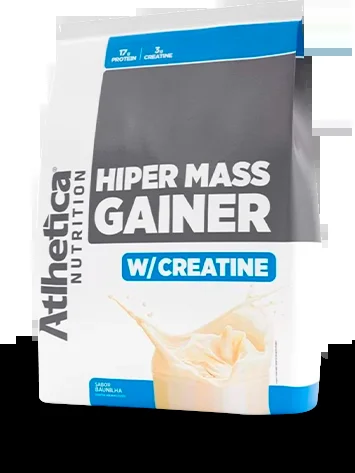 17g
PROTEIN
3g
CREATINE
Atlhetica®
NUTRITION
HIPER MASS
GAINER
W/CREATINE
SABOR
BAUNILHA